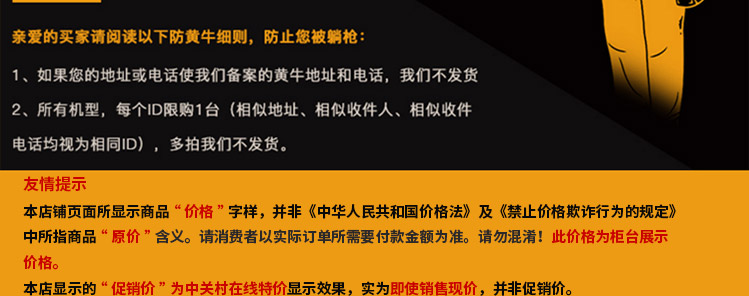 亲爱的买家请阅读以下防黄牛细则，防止您被躺枪：
1、如果您的地址或电话使我们备案的黄牛地址和电话，我们不发货
2、所有机型，每个ID限购1台（相似地址、相似收件人、相似收件
电话均视为相同ID），多拍我们不发货。
友情提示
本店铺页面所显示商品“价格”字样，并非《中华人民共和国价格法》及《禁止价格欺诈行为的规定》
中所指商品“原价”含义。请消费者以实际订单所需要付款金额为准。请勿混淆！此价格为柜台展示
价格。
本店显示的“促销价”为中关村在线特价显示效果，实为即使销售现价，并非促销价。